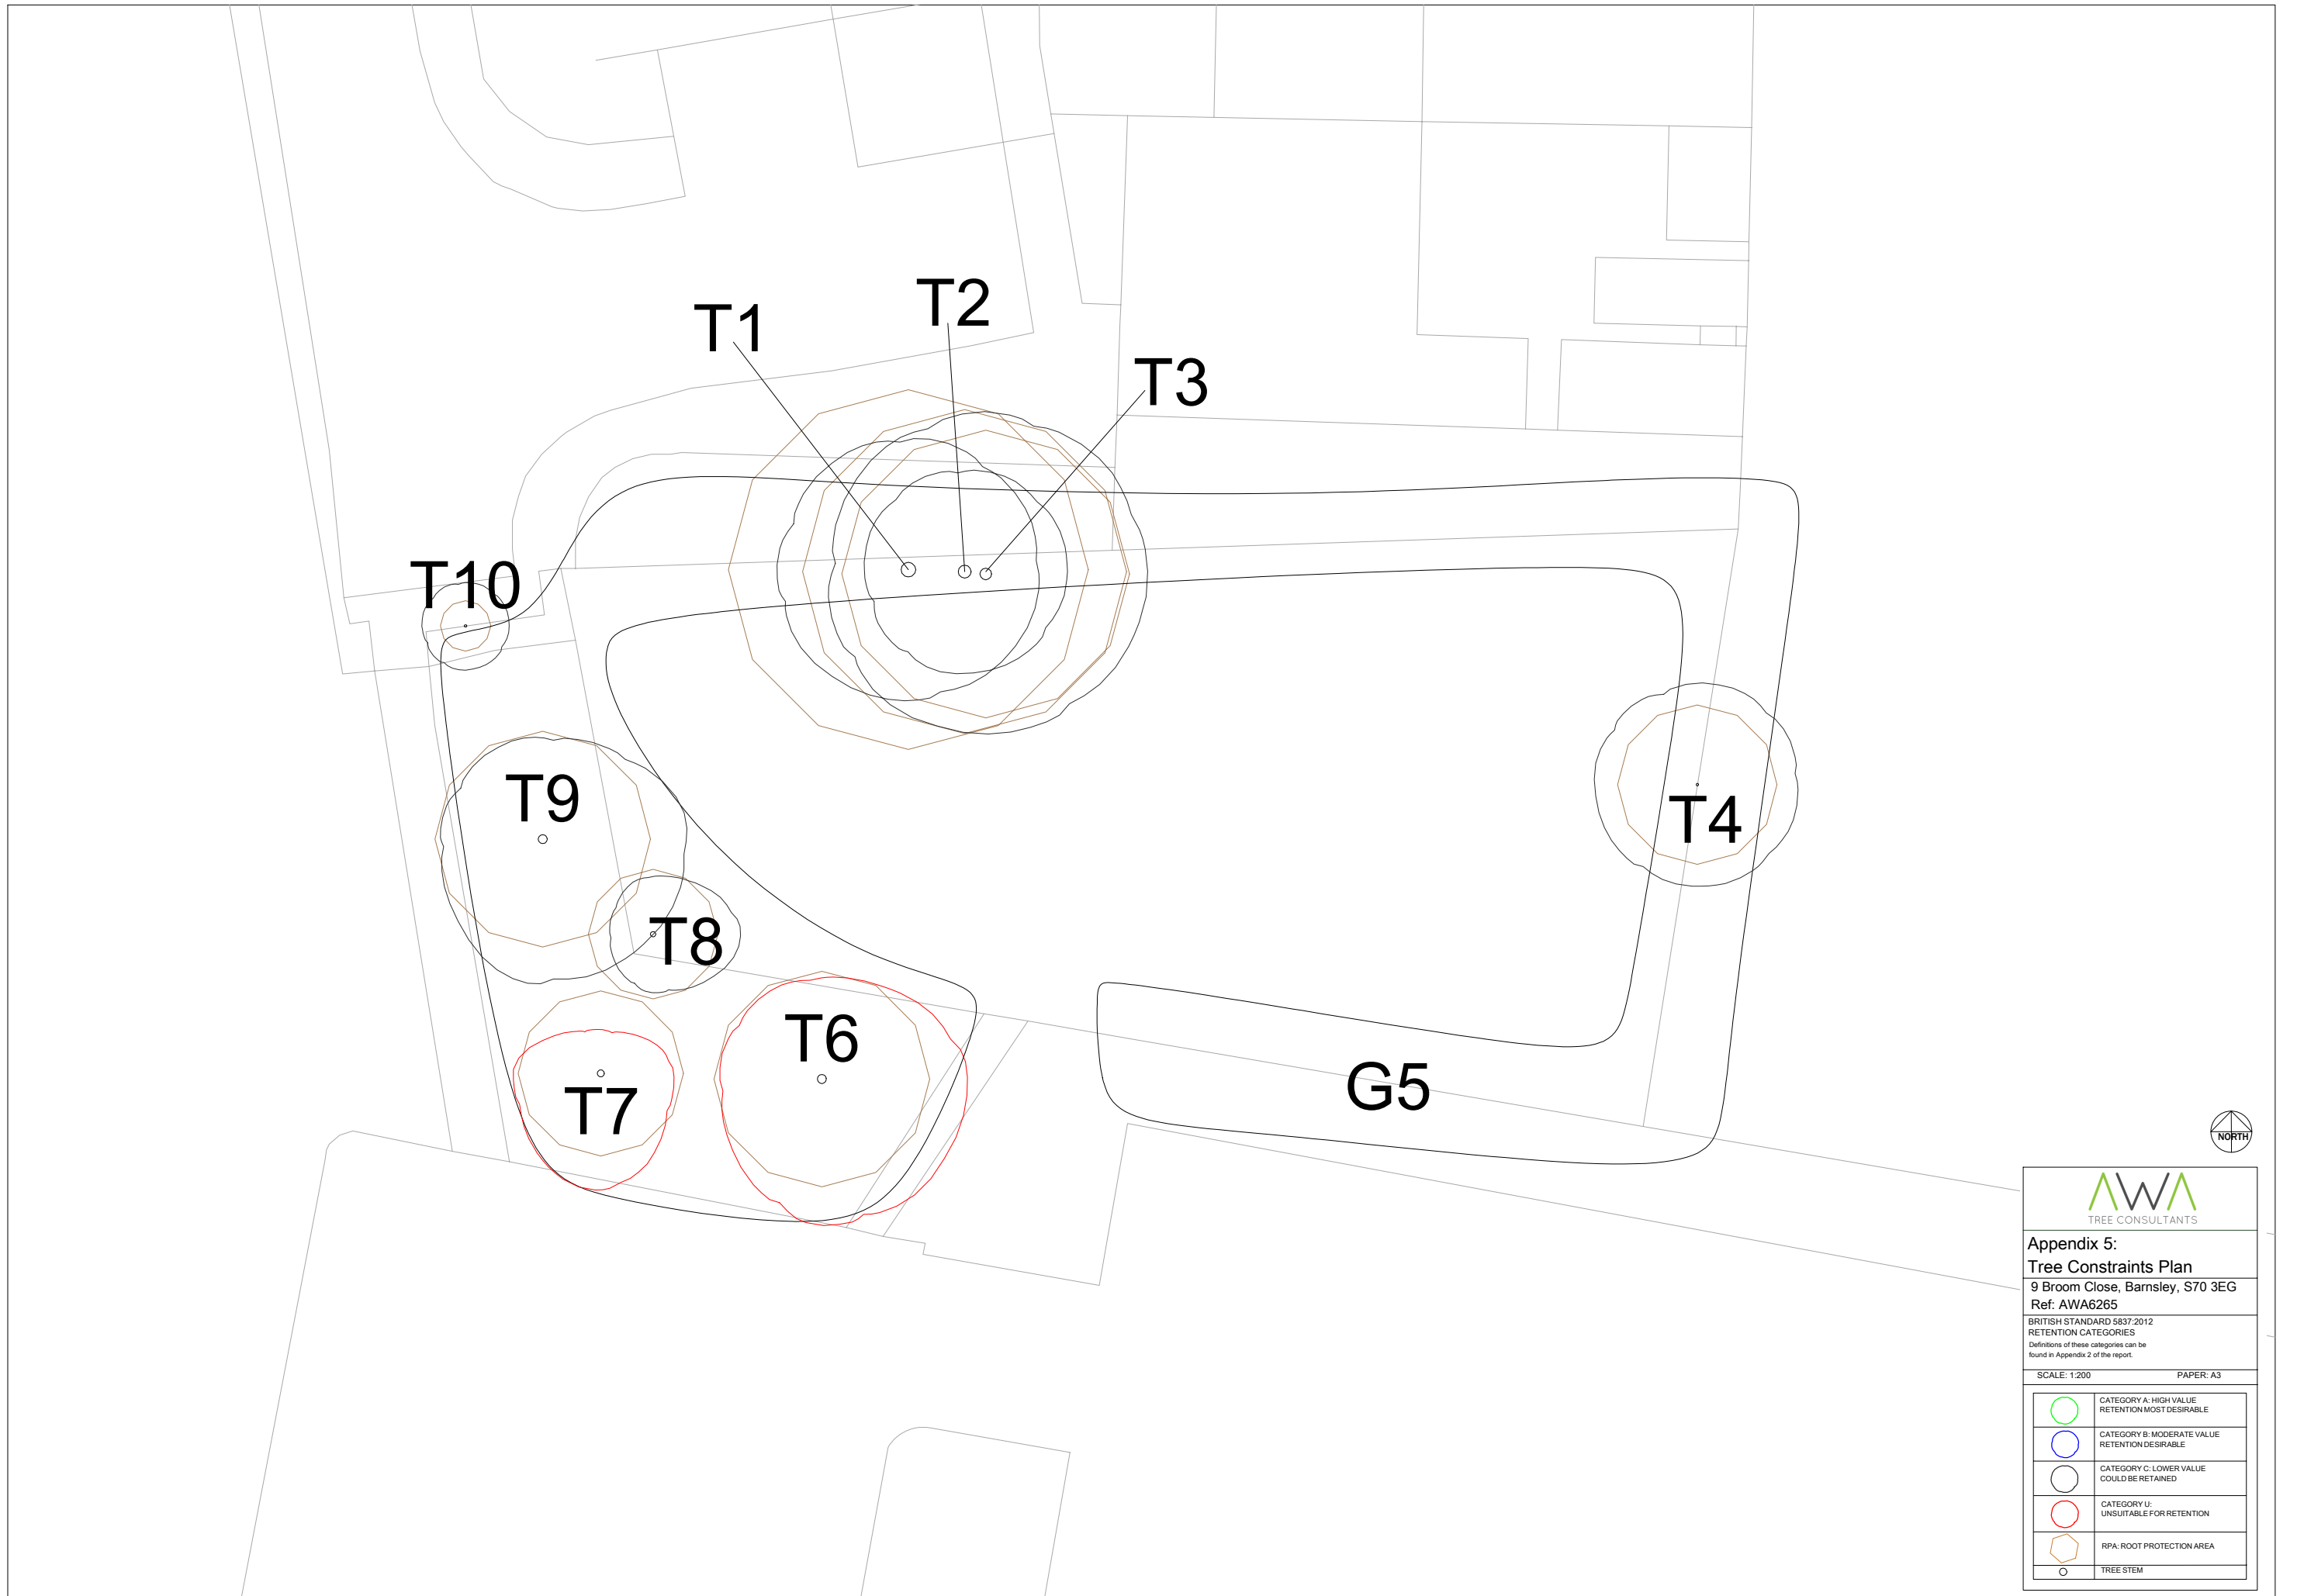 T1
T2
T3
T10
T9
T4
T8
T6
T7
G5
NORTH
AWA
TREE CONSULTANTS
Appendix 5:
Tree Constraints Plan
9 Broom Close, Barnsley, S70 3EG
Ref: AWA6265
BRITISH STANDARD 5837:2012
RETENTION CATEGORIES
Definitions of these categories can be
found in Appendix 2 of the report.
SCALE: 1:200 PAPER: A3
CATEGORY A: HIGH VALUE
RETENTION MOST DESIRABLE
CATEGORY B: MODERATE VALUE
RETENTION DESIRABLE
CATEGORY C: LOWER VALUE
COULD BE RETAINED
CATEGORY U:
UNSUITABLE FOR RETENTION
RPA: ROOT PROTECTION AREA
TREE STEM